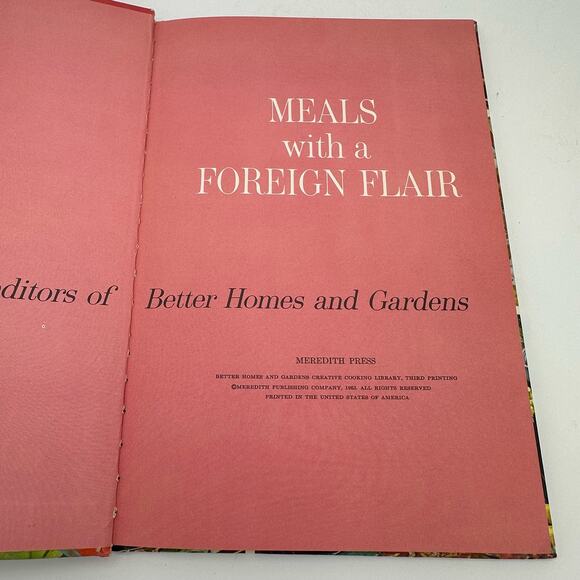 MEALS
with a
FOREIGN FLAIR
editors of Better Homes and Gardens
MEREDITH PRESS
BETTER HOMES AND GARDENS CREATIVE COOKING LIBRARY, THIRD PRINTING
©MEREDITH PUBLISHING COMPANY, 1963. ALL RIGHTS RESERVED
PRINTED IN THE UNITED STATES OF AMERICA